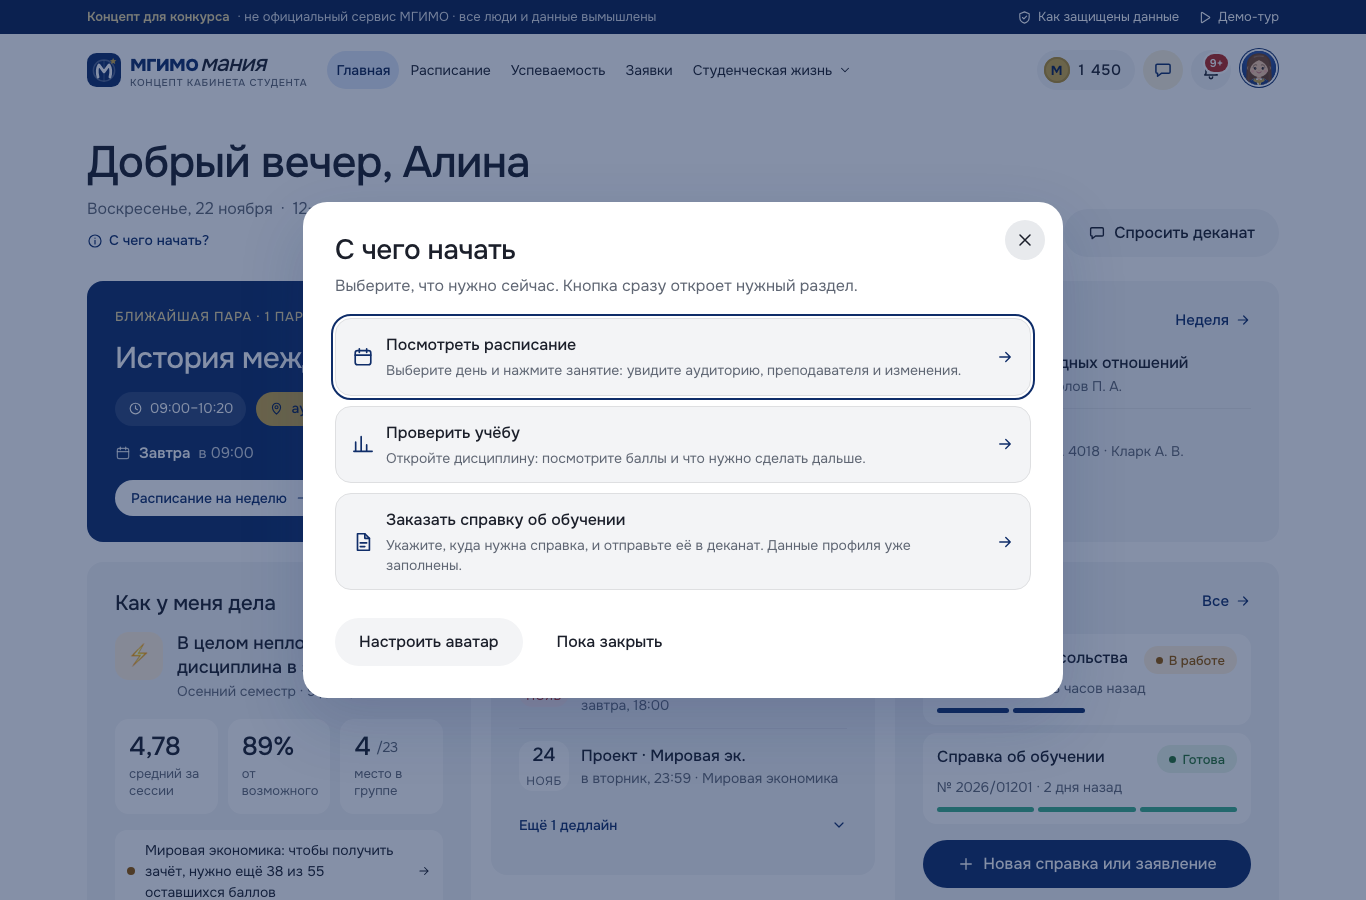 Концепт для конкурса · не официальный сервис МГИМО · все люди и данные вымышлены
Как защищены данные
Демо-тур
МГИМО МАНИЯ
КОНЦЕПТ КАБИНЕТА СТУДЕНТА
Главная
Расписание
Успеваемость
Заявки
Студенческая жизнь
M 1 450
9+
Добрый вечер, Алина
Воскресенье, 22 ноября · 12
С чего начать?
Спросить деканат
С чего начать
Выберите, что нужно сейчас. Кнопка сразу откроет нужный раздел.
Посмотреть расписание
Выберите день и нажмите занятие: увидите аудиторию, преподавателя и изменения.
Проверить учёбу
Откройте дисциплину: посмотрите баллы и что нужно сделать дальше.
Заказать справку об обучении
Укажите, куда нужна справка, и отправьте её в деканат. Данные профиля уже
заполнены.
Настроить аватар
Пока закрыть
БЛИЖАЙШАЯ ПАРА · 1 ПАР
История меж
09:00–10:20
Завтра в 09:00
Расписание на неделю
Неделя
дных отношений
лов П. А.
4018 · Кларк А. В.
Как у меня дела
В целом непло
дисциплина в
Осенний семестр ·
4,78
средний за
сессии
89%
от
возможного
4 /23
место в
группе
Мировая экономика: чтобы получить
зачёт, нужно ещё 38 из 55
оставшихся баллов
завтра, 18:00
24
НОЯБ
Проект · Мировая эк.
в вторник, 23:59 · Мировая экономика
Ещё 1 дедлайн
Все
сольства
В работе
часов назад
Справка об обучении
Готова
№ 2026/01201 · 2 дня назад
Новая справка или заявление